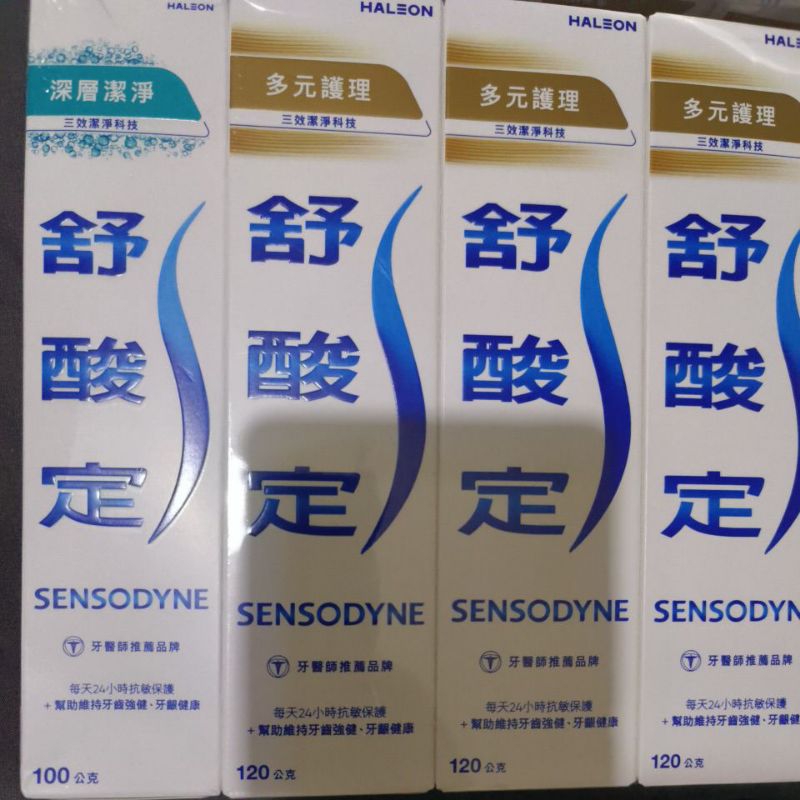 HALEON
深層潔淨
三效潔淨科技
舒
酸
定
SENSODYNE
牙醫師推薦品牌
每天24小時抗敏保護
+ 幫助維持牙齒強健、牙齦健康
100 公克
HALEON
多元護理
三效潔淨科技
舒
酸
定
SENSODYNE
牙醫師推薦品牌
每天24小時抗敏保護
+ 幫助維持牙齒強健、牙齦健康
120 公克
HALEON
多元護理
三效潔淨科技
舒
酸
定
SENSODYNE
牙醫師推薦品牌
每天24小時抗敏保護
+ 幫助維持牙齒強健、牙齦健康
120 公克
HALE
多元護理
三效潔淨科技
舒
酸
定
SENSODYN
牙醫師推薦品牌
每天24小時抗敏保護
+ 幫助維持牙齒強健、牙齦健康
120 公克